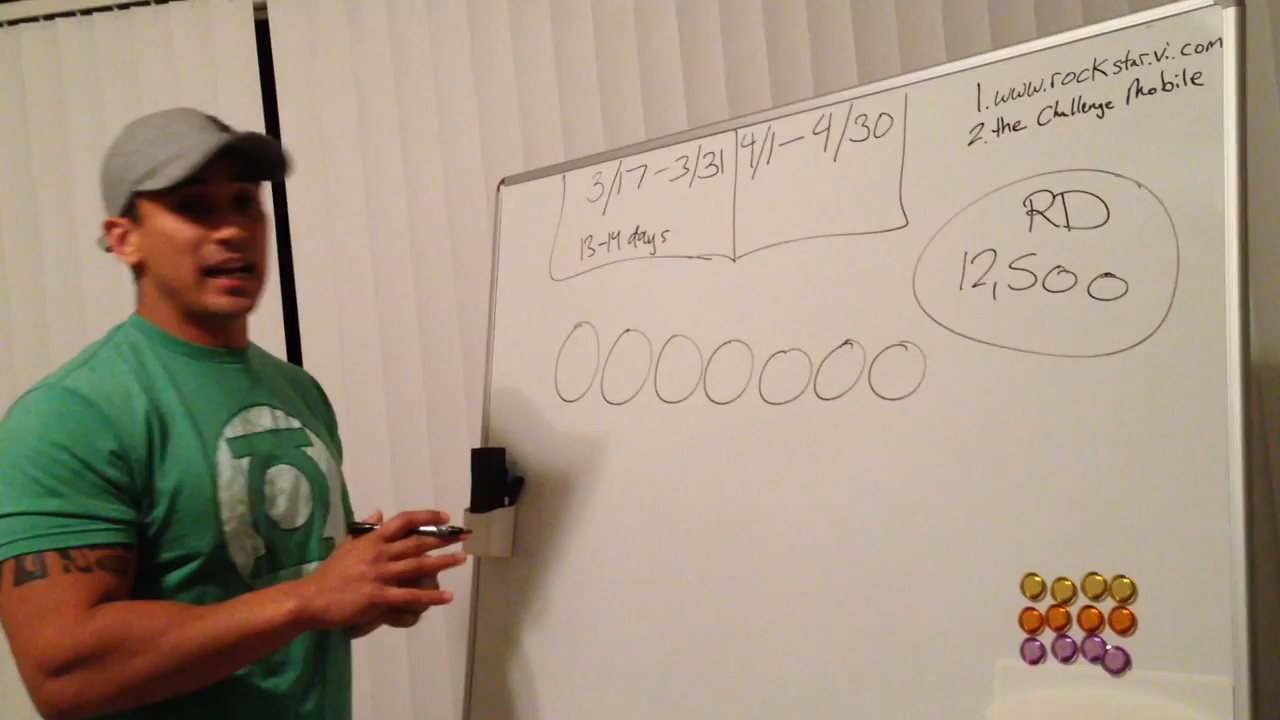 1. www.rockstar.vi.com
2. the Challenge Mobile
3/17-3/31
4/1-4/30
13-14 days
RD
12,500
0000000